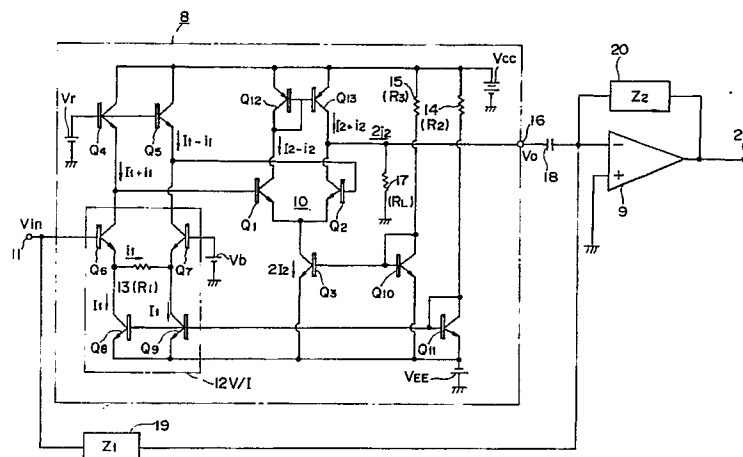 8
20
Vcc
15
(R3)
14
(R2)
16
Z2
Q12
Q13
Vr
Q4
Q5
I1-i1
I2+i2
I2-i2
2i2
Vo
18
9
2
I1+i1
17
(RL)
Q1
10
Q2
Vin
11
Q6
i1
Q7
Vb
13(R1)
2I2
Q3
Q10
I1
I1
Q8
Q9
Q11
12V/I
VEE
19
Z1